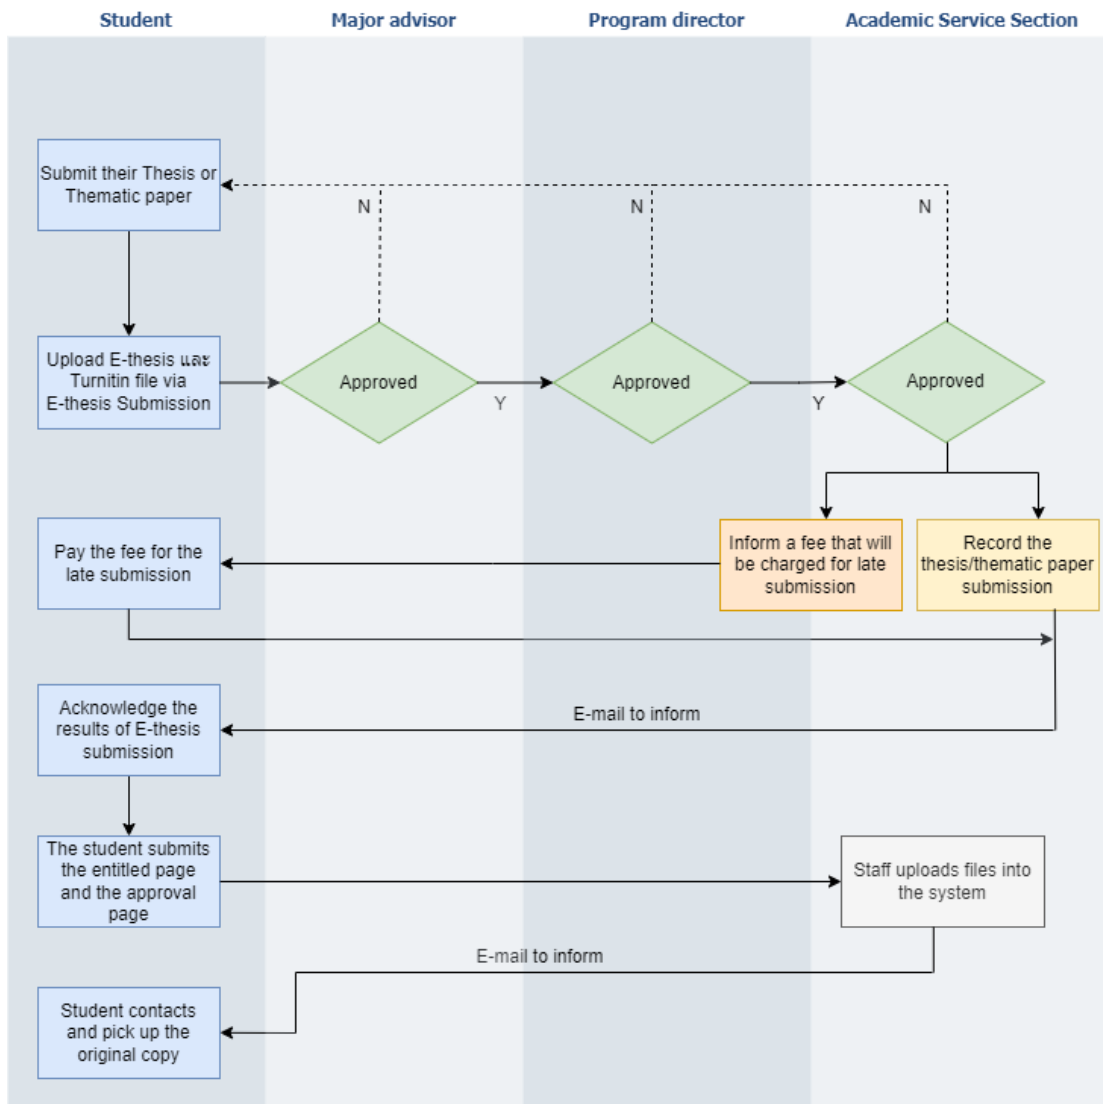 Student
Major advisor
Program director
Academic Service Section
Submit their Thesis or
Thematic paper
N
N
N
Upload E-thesis และ
Turnitin file via
E-thesis Submission
Approved
Y
Approved
Y
Approved
Pay the fee for the
late submission
Inform a fee that will
be charged for late
submission
Record the
thesis/thematic paper
submission
Acknowledge the
results of E-thesis
submission
E-mail to inform
The student submits
the entitled page
and the approval
page
Staff uploads files into
the system
E-mail to inform
Student contacts
and pick up the
original copy